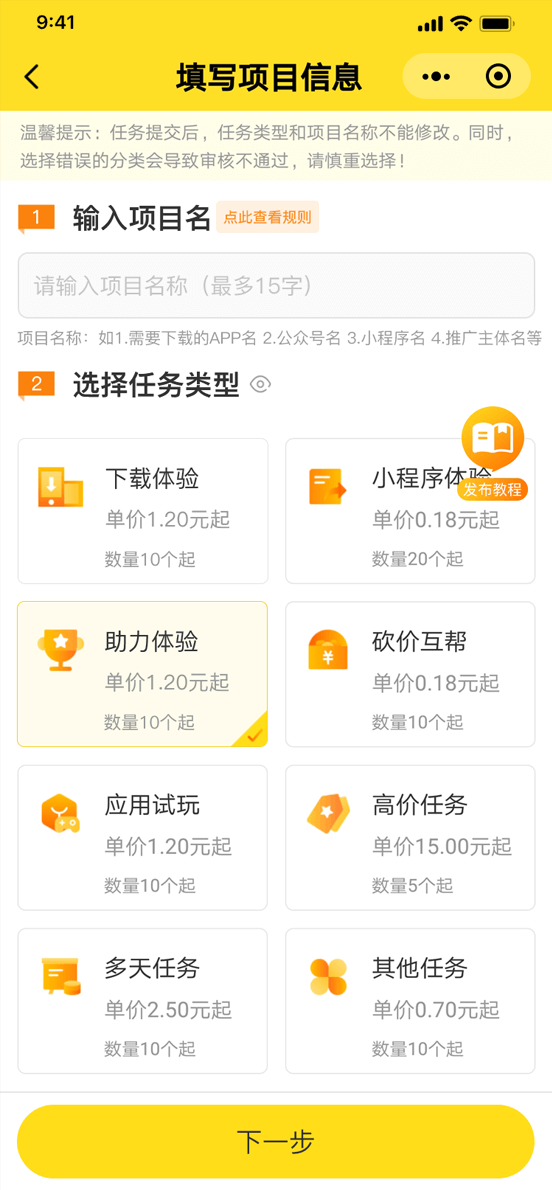 9:41
填写项目信息
温馨提示：任务提交后，任务类型和项目名称不能修改。同时，
选择错误的分类会导致审核不通过，请慎重选择！
1 输入项目名 点此查看规则
请输入项目名称（最多15字）
项目名称：如1.需要下载的APP名 2.公众号名 3.小程序名 4.推广主体名等
2 选择任务类型
下载体验
单价1.20元起
数量10个起
小程序体验
单价0.18元起
数量20个起
发布教程
助力体验
单价1.20元起
数量10个起
砍价互帮
¥
单价0.18元起
数量10个起
应用试玩
单价1.20元起
数量10个起
高价任务
单价15.00元起
数量5个起
多天任务
单价2.50元起
数量10个起
其他任务
单价0.70元起
数量10个起
下一步